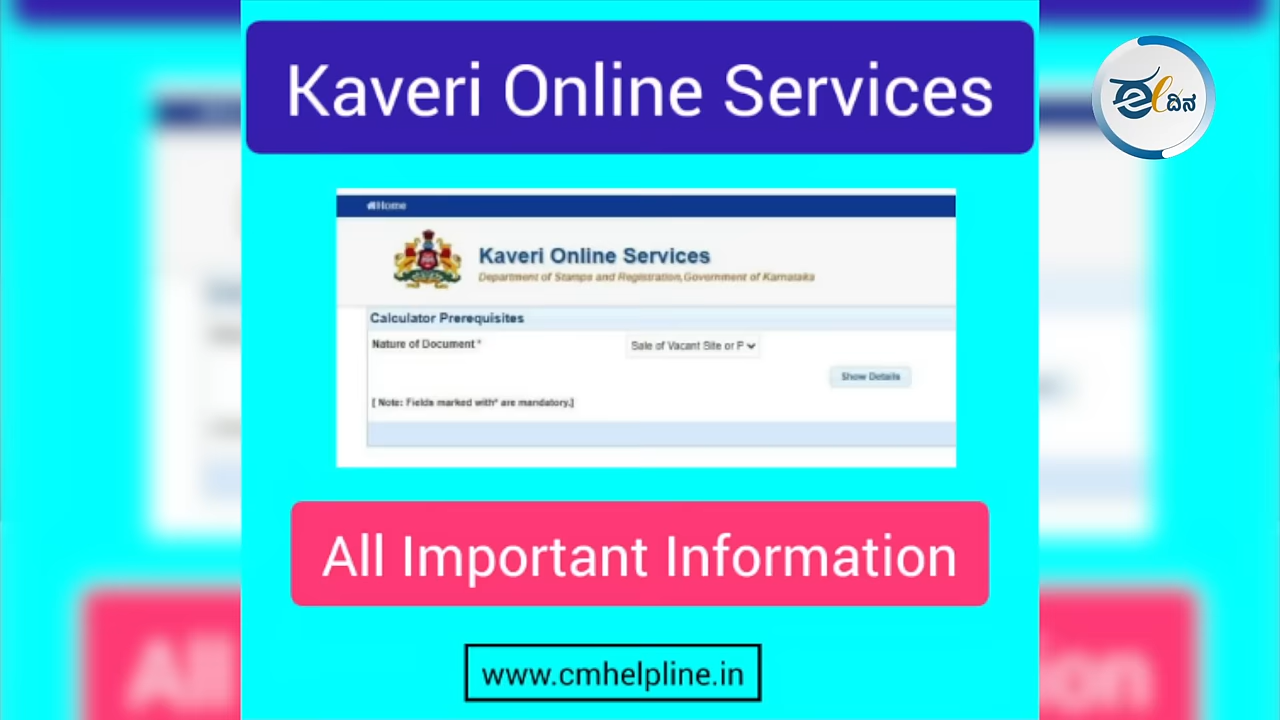 Kaveri Online Services
ಈ ದಿನ
Home
Kaveri Online Services
Department of Stamps and Registration,Government of Karnataka
Calculator Prerequisites
Nature of Document *
Sale of Vacant Site or P
Show Details
[ Note: Fields marked with* are mandatory.]
All Important Information
www.cmhelpline.in